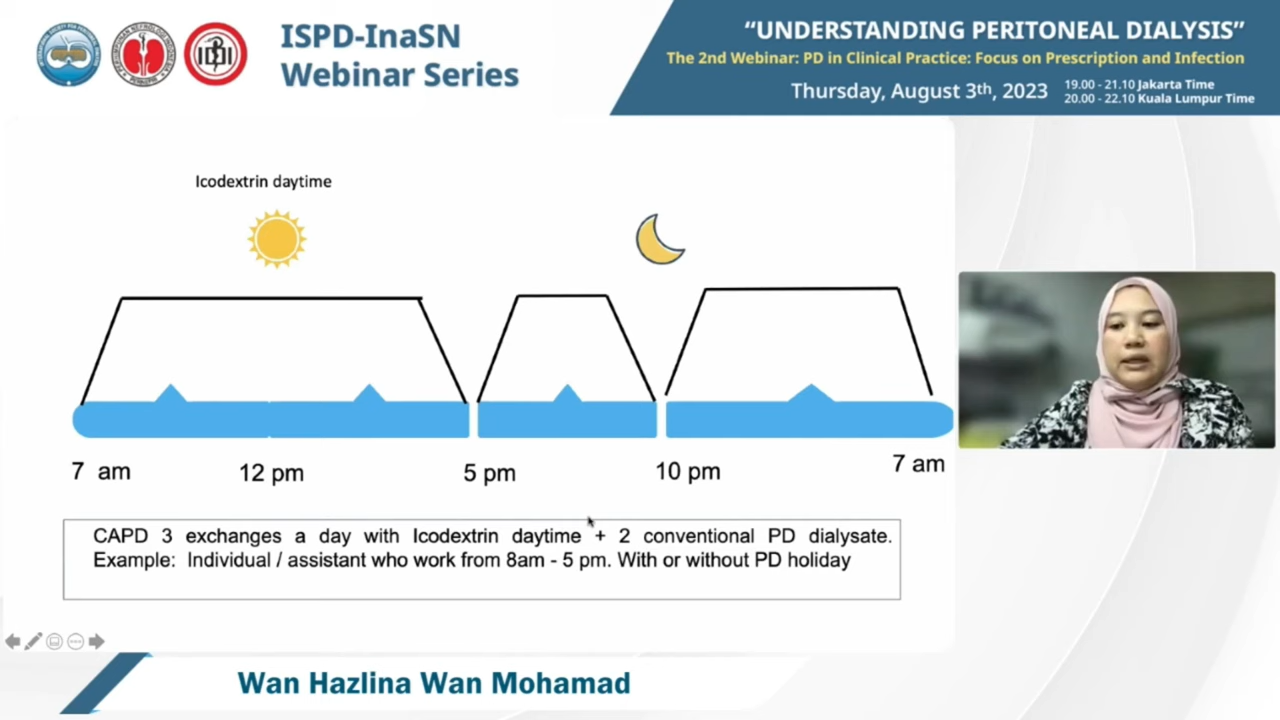 ISPD-InaSN
Webinar Series
“UNDERSTANDING PERITONEAL DIALYSIS”
The 2nd Webinar: PD in Clinical Practice: Focus on Prescription and Infection
Thursday, August 3th, 2023
19.00 - 21.10 Jakarta Time
20.00 - 22.10 Kuala Lumpur Time
Icodextrin daytime
7 am
12 pm
5 pm
10 pm
7 am
CAPD 3 exchanges a day with Icodextrin daytime + 2 conventional PD dialysate.
Example: Individual / assistant who work from 8am - 5 pm. With or without PD holiday
Wan Hazlina Wan Mohamad